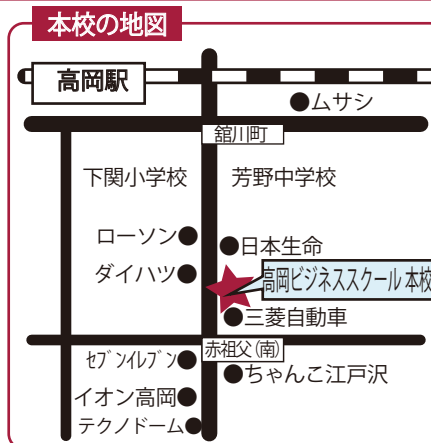 本校の地図
高岡駅
●ムサシ
舘川町
下関小学校
芳野中学校
ローソン●
●日本生命
ダイハツ●
高岡ビジネススクール 本校
●三菱自動車
赤祖父(南)
セブンイレブン●
●ちゃんこ江戸沢
イオン高岡●
テクノドーム●